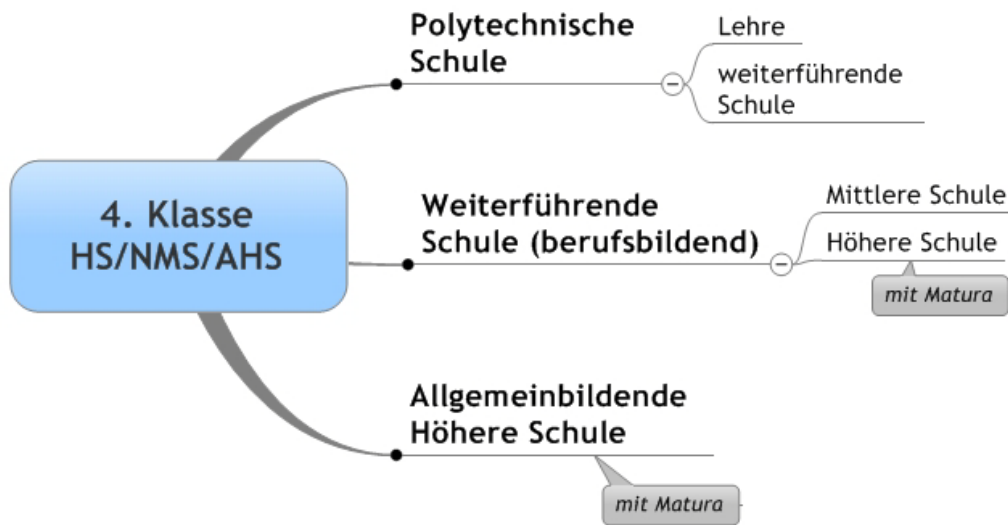 Polytechnische
Schule
Lehre
weiterführende
Schule
4. Klasse
HS/NMS/AHS
Weiterführende
Schule (berufsbildend)
Mittlere Schule
Höhere Schule
mit Matura
Allgemeinbildende
Höhere Schule
mit Matura